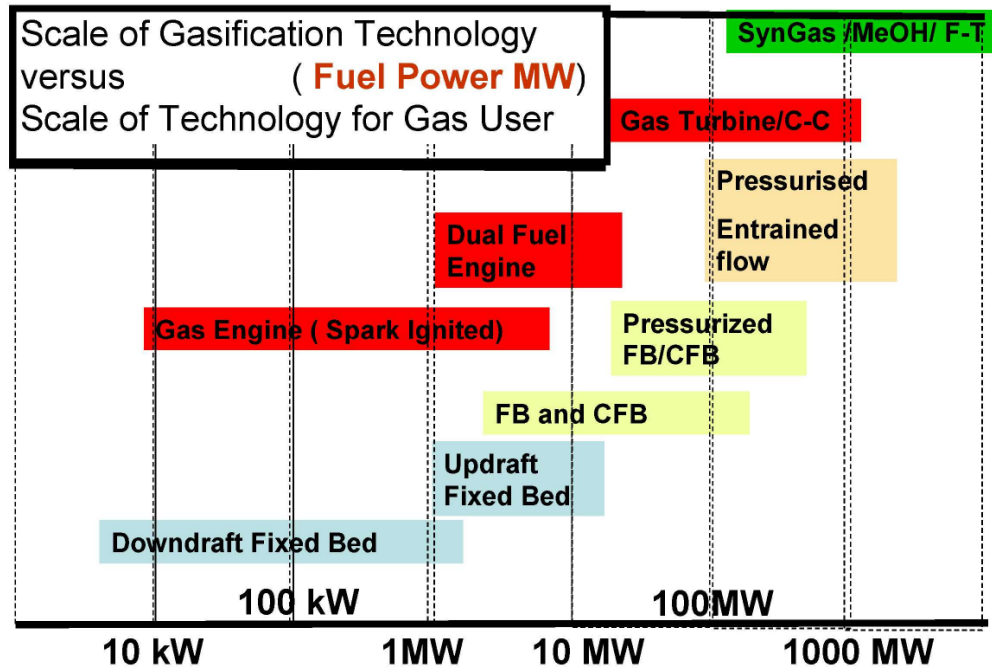 Scale of Gasification Technology
versus ( Fuel Power MW)
Scale of Technology for Gas User
SynGas /MeOH/ F-T
Gas Turbine/C-C
Pressurised
Entrained
flow
Dual Fuel
Engine
Gas Engine ( Spark Ignited)
Pressurized
FB/CFB
FB and CFB
Updraft
Fixed Bed
Downdraft Fixed Bed
100 kW 100MW
10 kW 1MW 10 MW 1000 MW